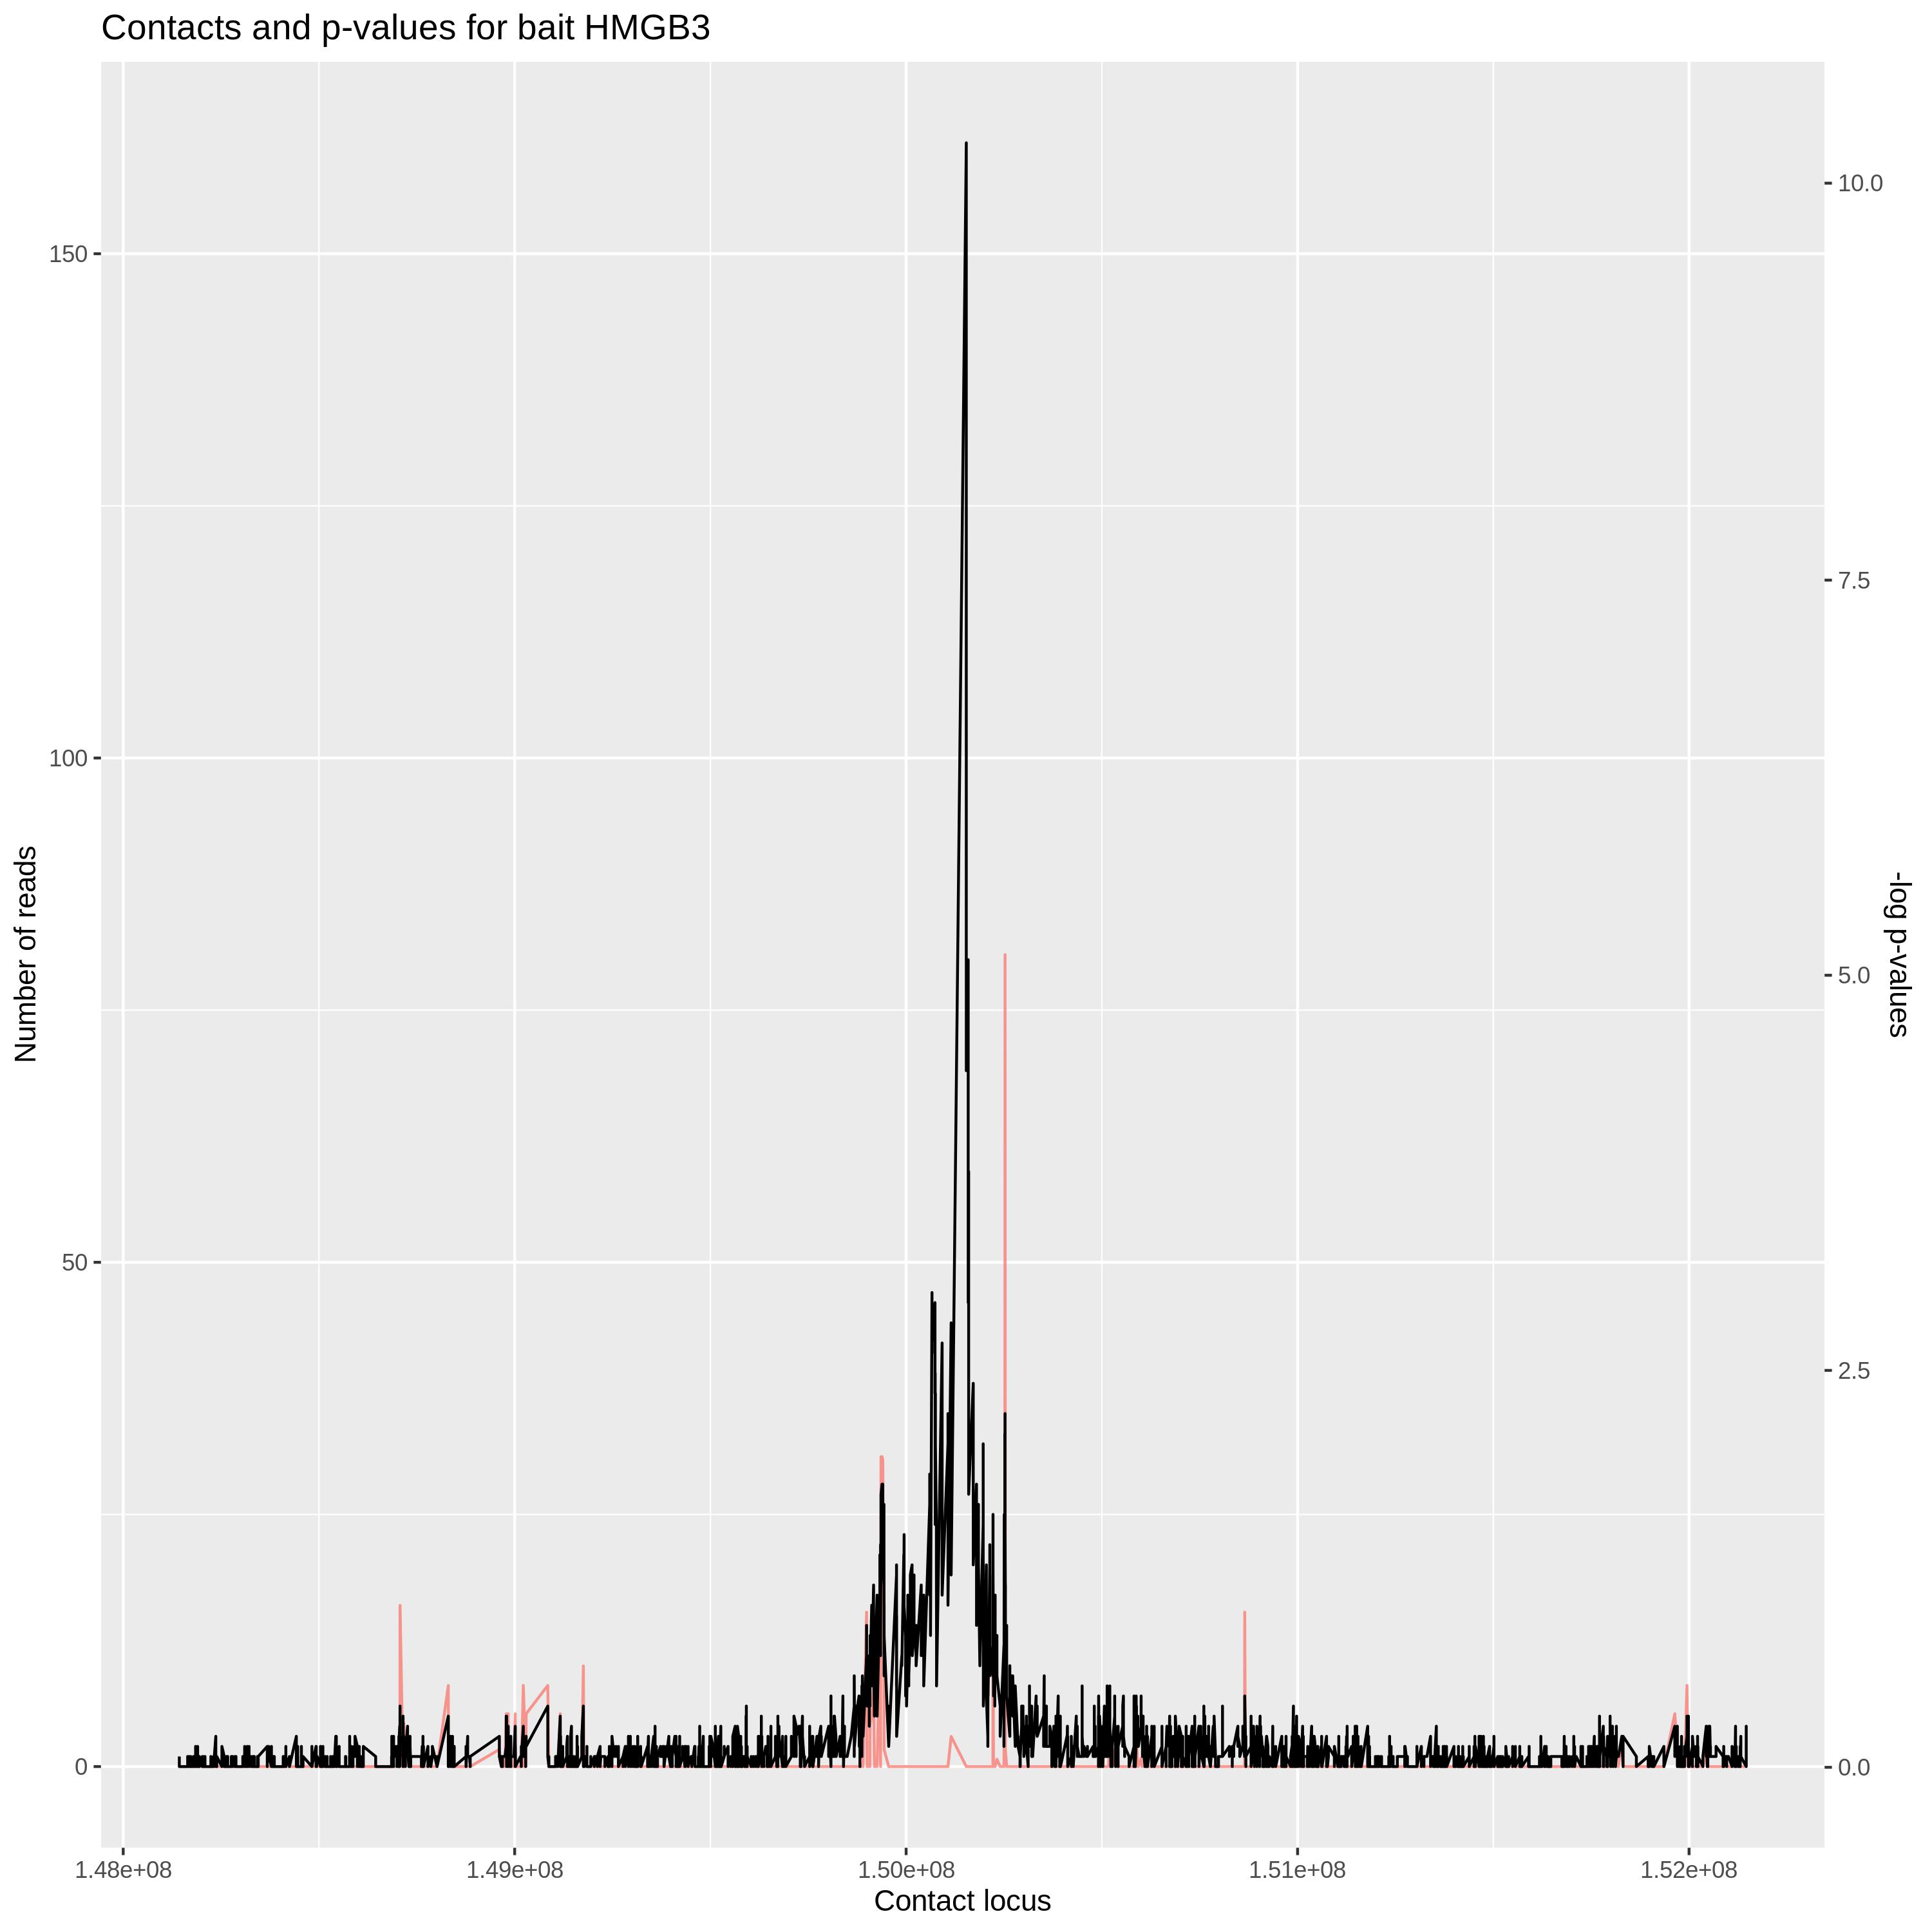 Contacts and p-values for bait HMGB3
Number of reads
150
100
50
0
10.0
7.5
5.0
2.5
0.0
-log p-values
1.48e+08
1.49e+08
1.50e+08
1.51e+08
1.52e+08
Contact locus